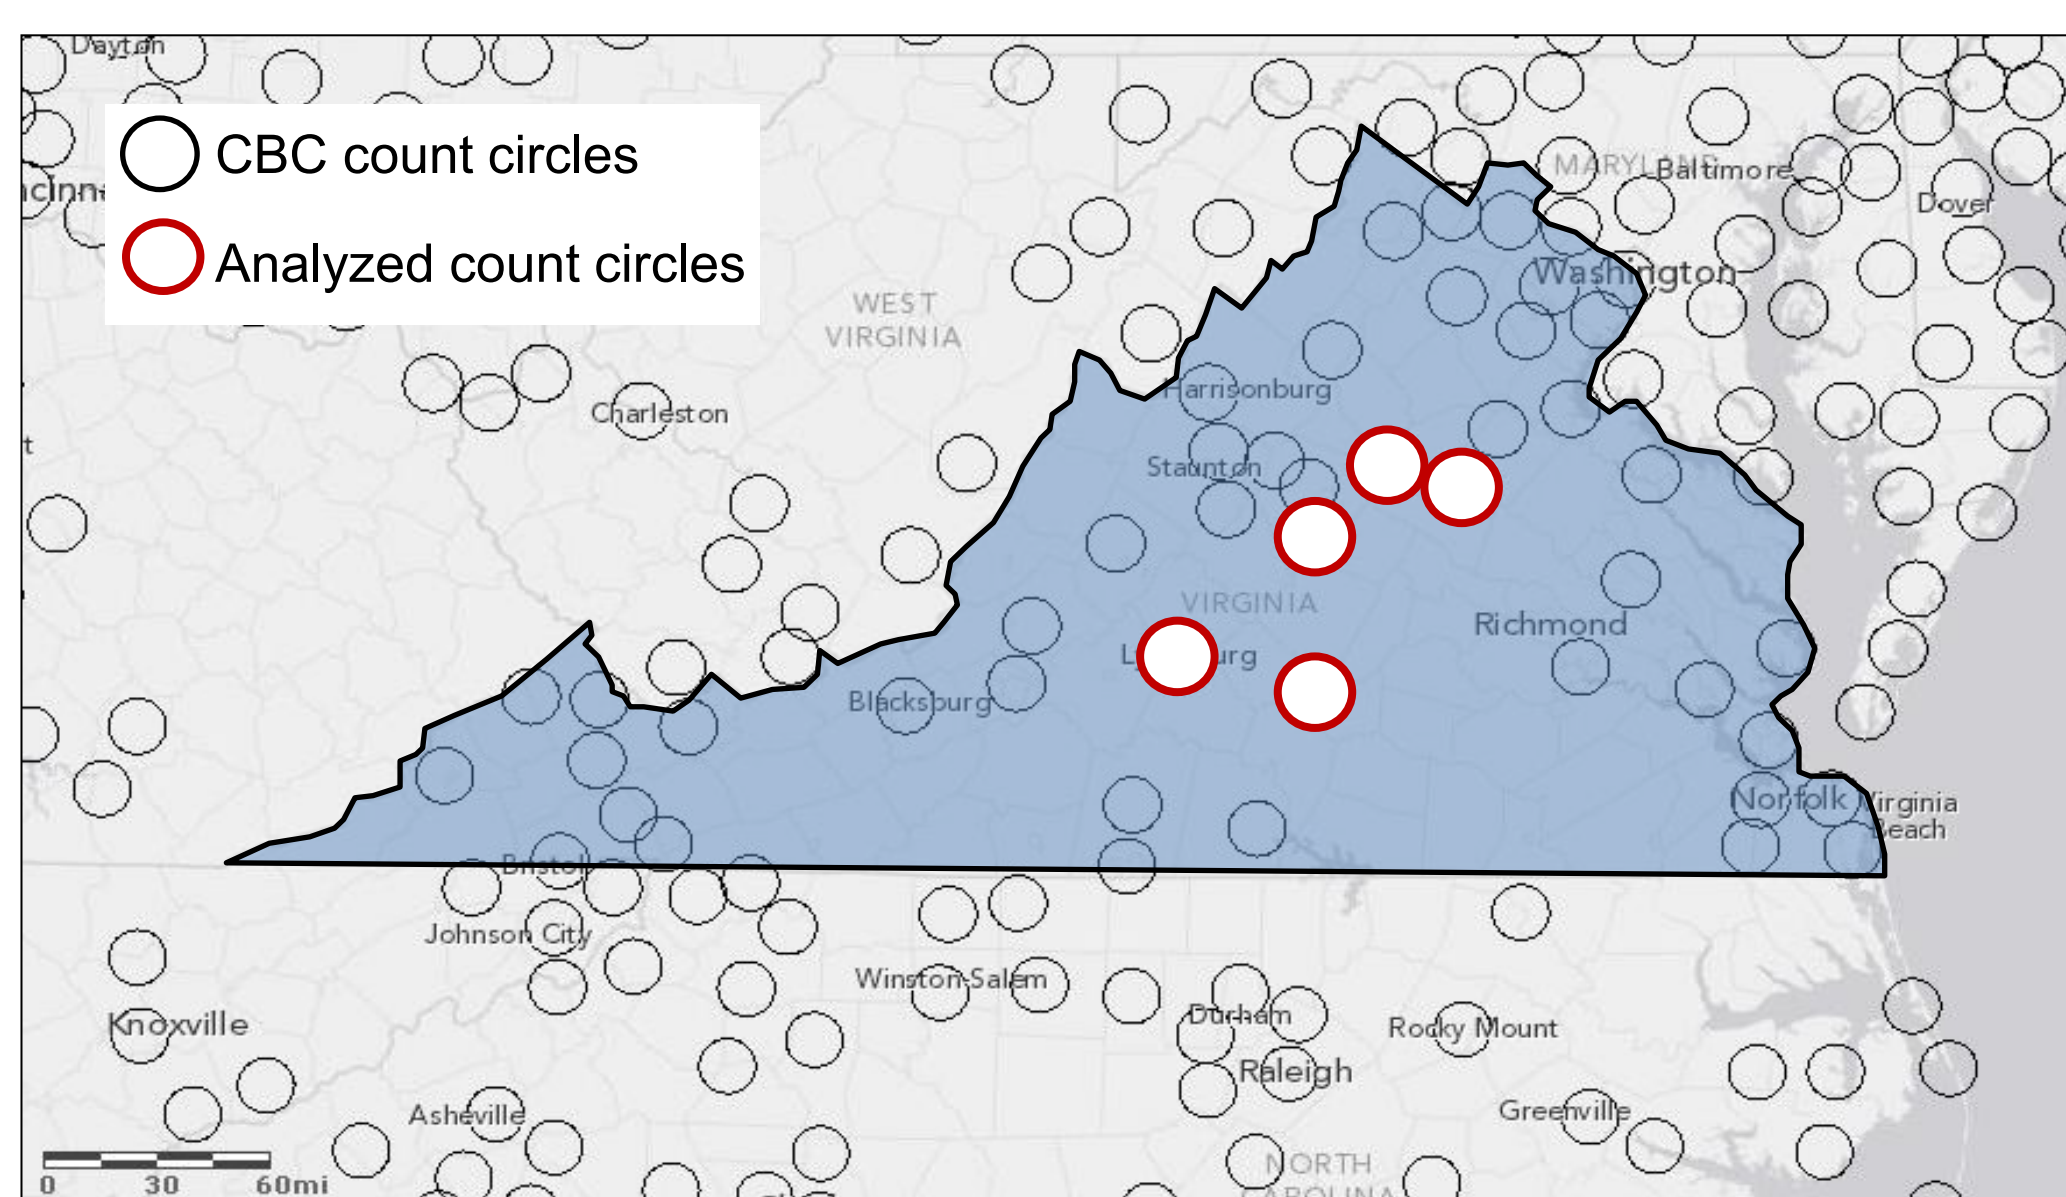 Dayton
CBC count circles
MARYLAND
Baltimore
Dover
Analyzed count circles
Washington
WEST
VIRGINIA
Harrisonburg
Charleston
Staunton
VIRGINIA
Richmond
Blacksburg
Norfolk
Virginia
Beach
Bristol
Johnson City
Winston-Salem
Durham
Rocky Mount
Knoxville
Raleigh
Asheville
Greenville
NORTH
CAROLINA
0 30 60mi